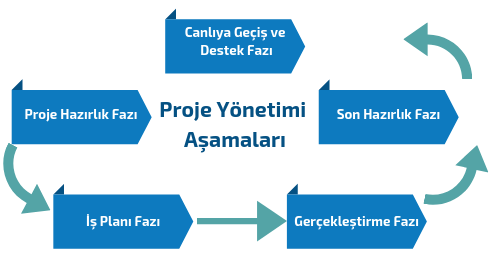 Canlıya Geçiş ve
Destek Fazı
Proje Hazırlık Fazı
Proje Yönetimi
Aşamaları
Son Hazırlık Fazı
İş Planı Fazı
Gerçekleştirme Fazı